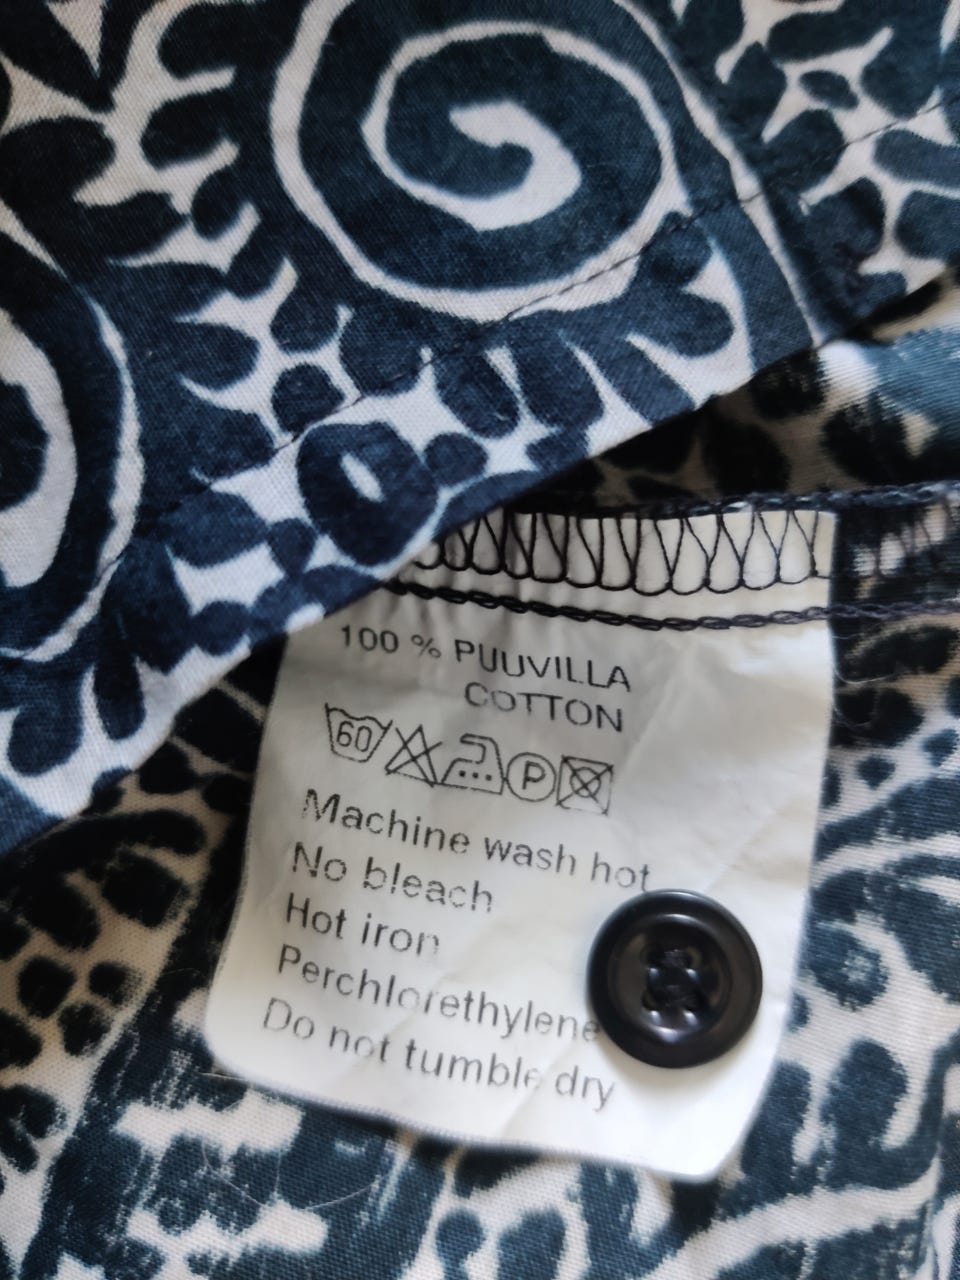 100 % PUUVILLA
COTTON
60 P
Machine wash hot
No bleach
Hot iron
Perchlorethylene
Do not tumble dry